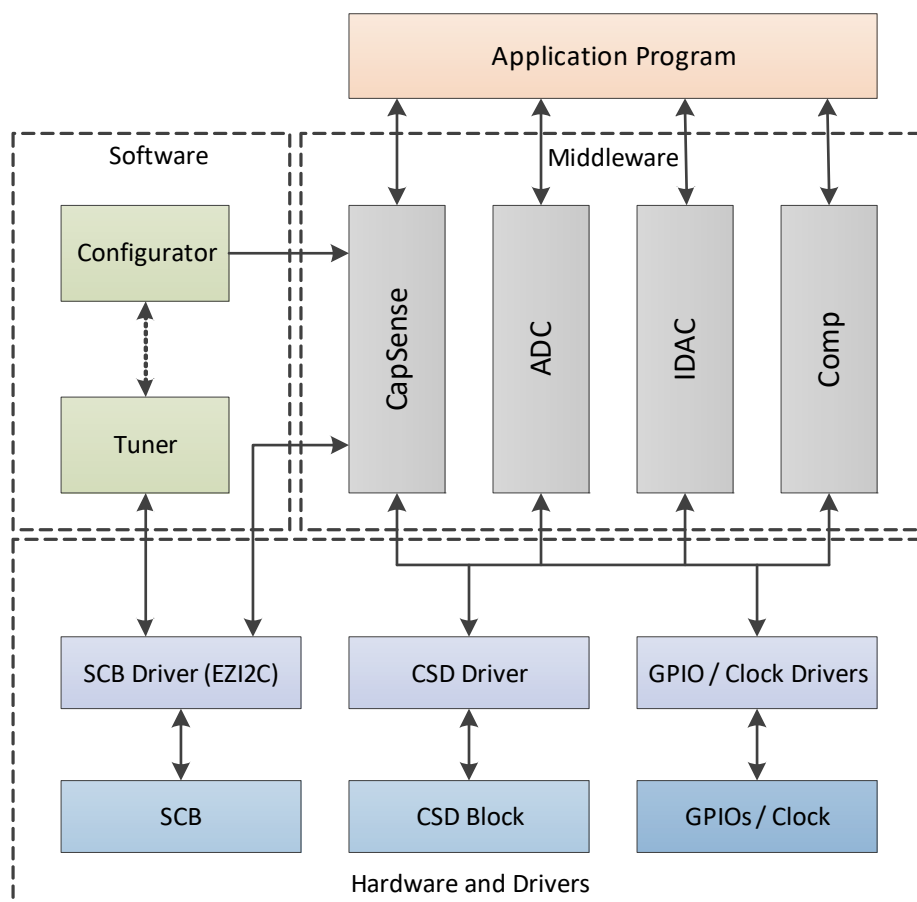 Application Program
Software
Middleware
Configurator
Tuner
CapSense
ADC
IDAC
Comp
SCB Driver (EZI2C)
CSD Driver
GPIO / Clock Drivers
SCB
CSD Block
GPIOs / Clock
Hardware and Drivers